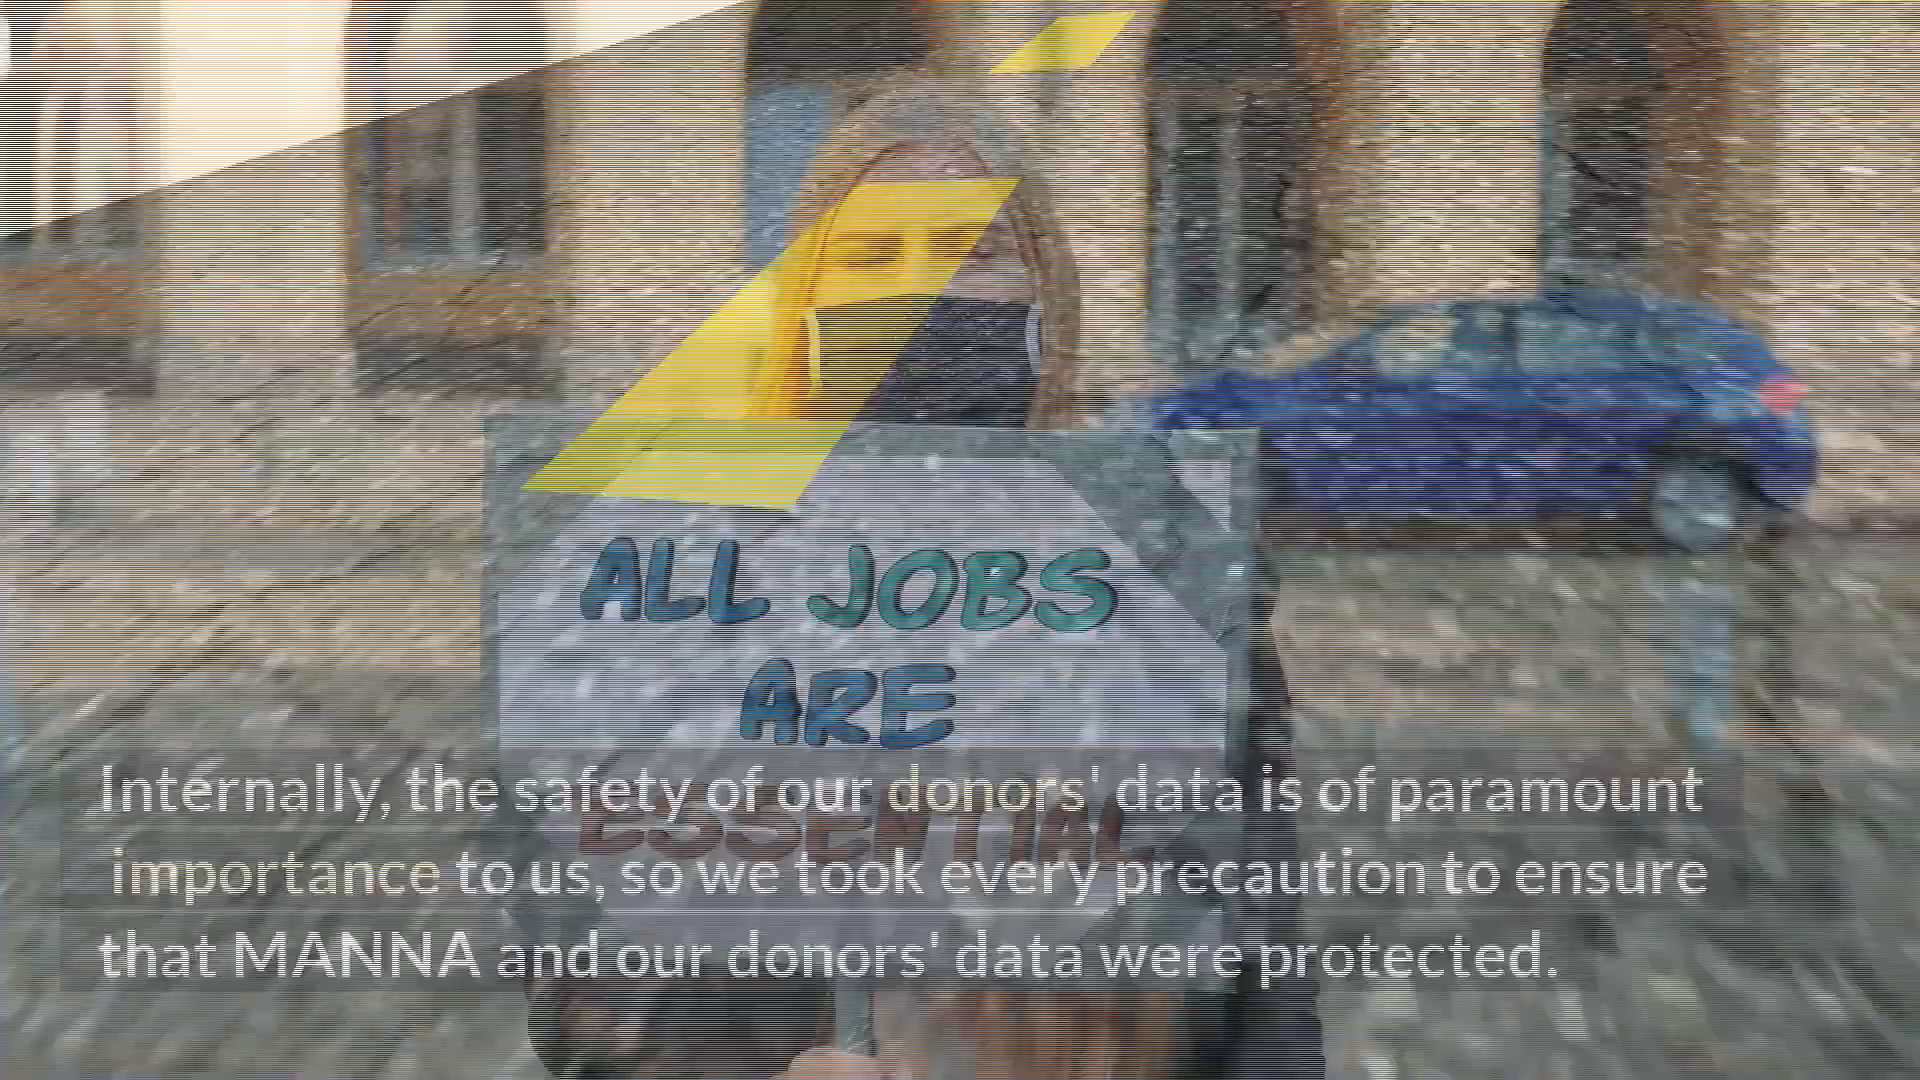 ALL JOBS
ARE
ESSENTIAL
Internally, the safety of our donors' data is of paramount
importance to us, so we took every precaution to ensure
that MANNA and our donors' data were protected.